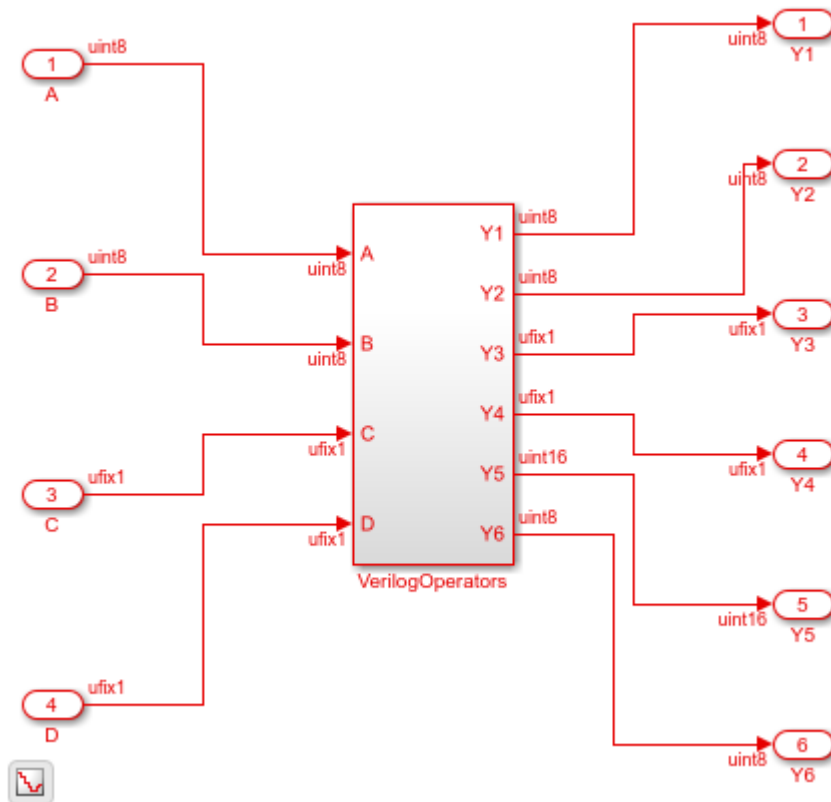 1
uint8
A
2
uint8
B
3
ufix1
C
4
ufix1
D
uint8
A
uint8
B
ufix1
C
ufix1
D
Y1
uint8
Y2
uint8
Y3
ufix1
Y4
ufix1
Y5
uint16
Y6
uint8
VerilogOperators
1
uint8
Y1
2
uint8
Y2
3
ufix1
Y3
4
ufix1
Y4
5
uint16
Y5
6
uint8
Y6